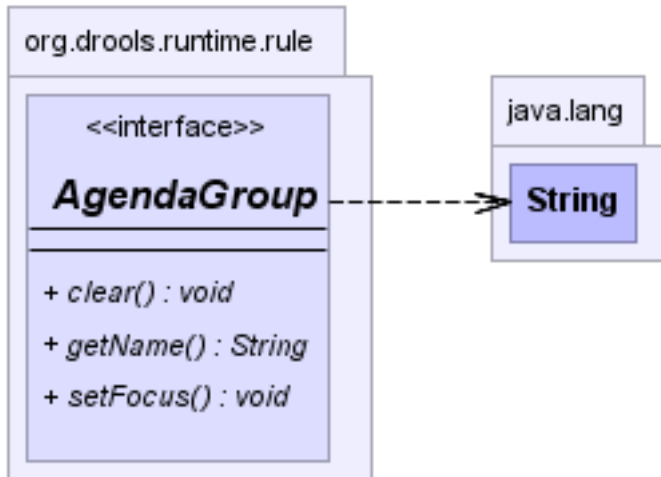 org.drools.runtime.rule
<<interface>>
AgendaGroup
+ clear() : void
+ getName() : String
+ setFocus() : void
java.lang
String